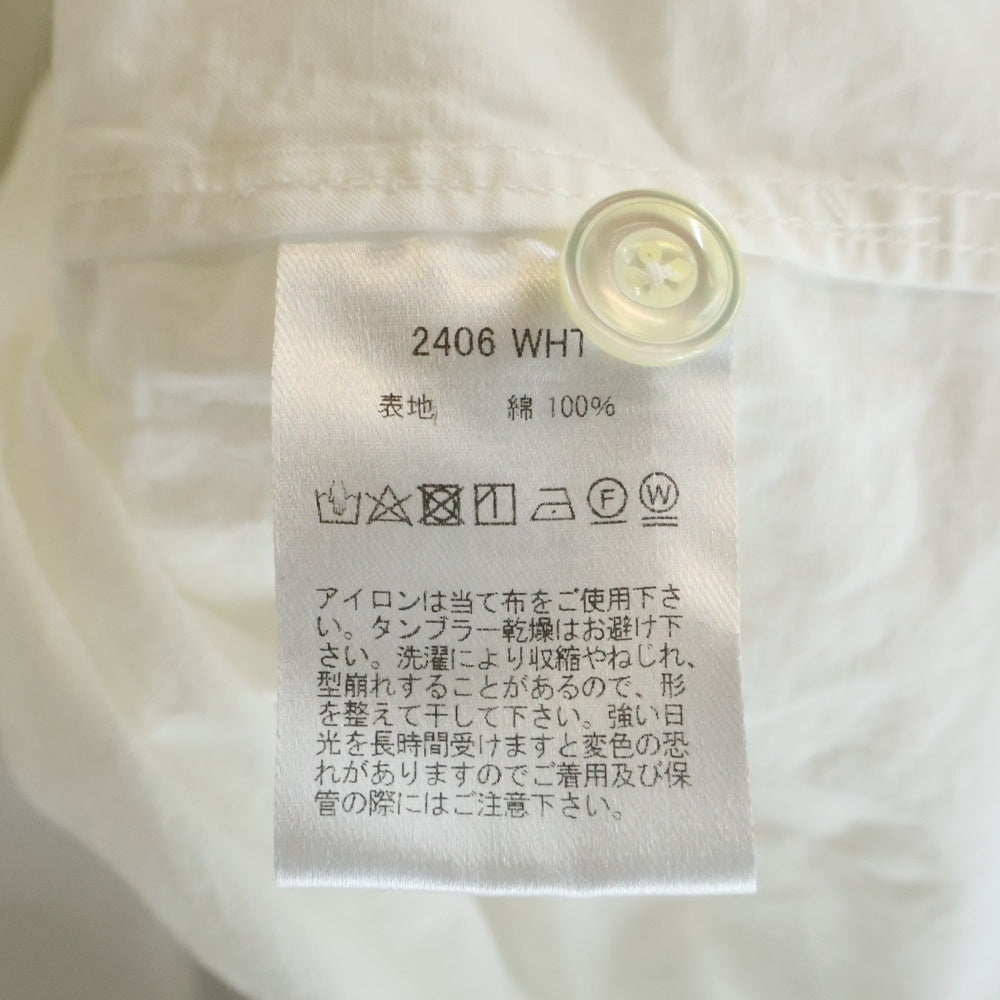 2406 WHT
表地 綿 100%
F W
アイロンは当て布をご使用下さ
い。タンブラー乾燥はお避け下
さい。洗濯により収縮やねじれ、
型崩れすることがあるので、形
を整えて干して下さい。強い日
光を長時間受けますと変色の恐
れがありますのでご着用及び保
管の際にはご注意下さい。